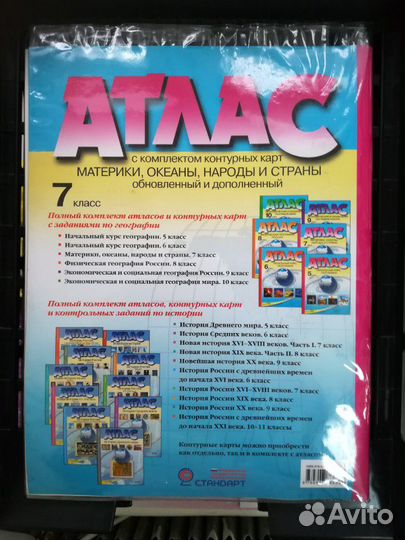 АТЛАС
с комплектом контурных карт
МАТЕРИКИ, ОКЕАНЫ, НАРОДЫ И СТРАНЫ
обновленный и дополненный
7 класс
Полный комплект атласов и контурных карт
с заданиями по географии
• Начальный курс географии. 5 класс
• Начальный курс географии. 6 класс
• Материки, океаны, народы и страны. 7 класс
• Физическая география России. 8 класс
• Экономическая и социальная география России. 9 класс
• Экономическая и социальная география мира. 10 класс
10
9
8
7
6
5
Полный комплект атласов, контурных карт
и контрольных заданий по истории
• История Древнего мира. 5 класс
• История Средних веков. 6 класс
• Новая история XVI–XVIII веков. Часть I. 7 класс
• Новая история XIX века. Часть II. 8 класс
• Новейшая история XX века. 9 класс
• История России с древнейших времен
до начала XVI века. 6 класс
• История России XVI–XVIII веков. 7 класс
• История России XIX века. 8 класс
• История России XX века. 9 класс
• История России с древнейших времен
до начала XXI века. 10–11 классы
АТЛАС
Контурные карты можно приобрести
как отдельно, так и в комплекте с атласом
СТАНДАРТ
Avito